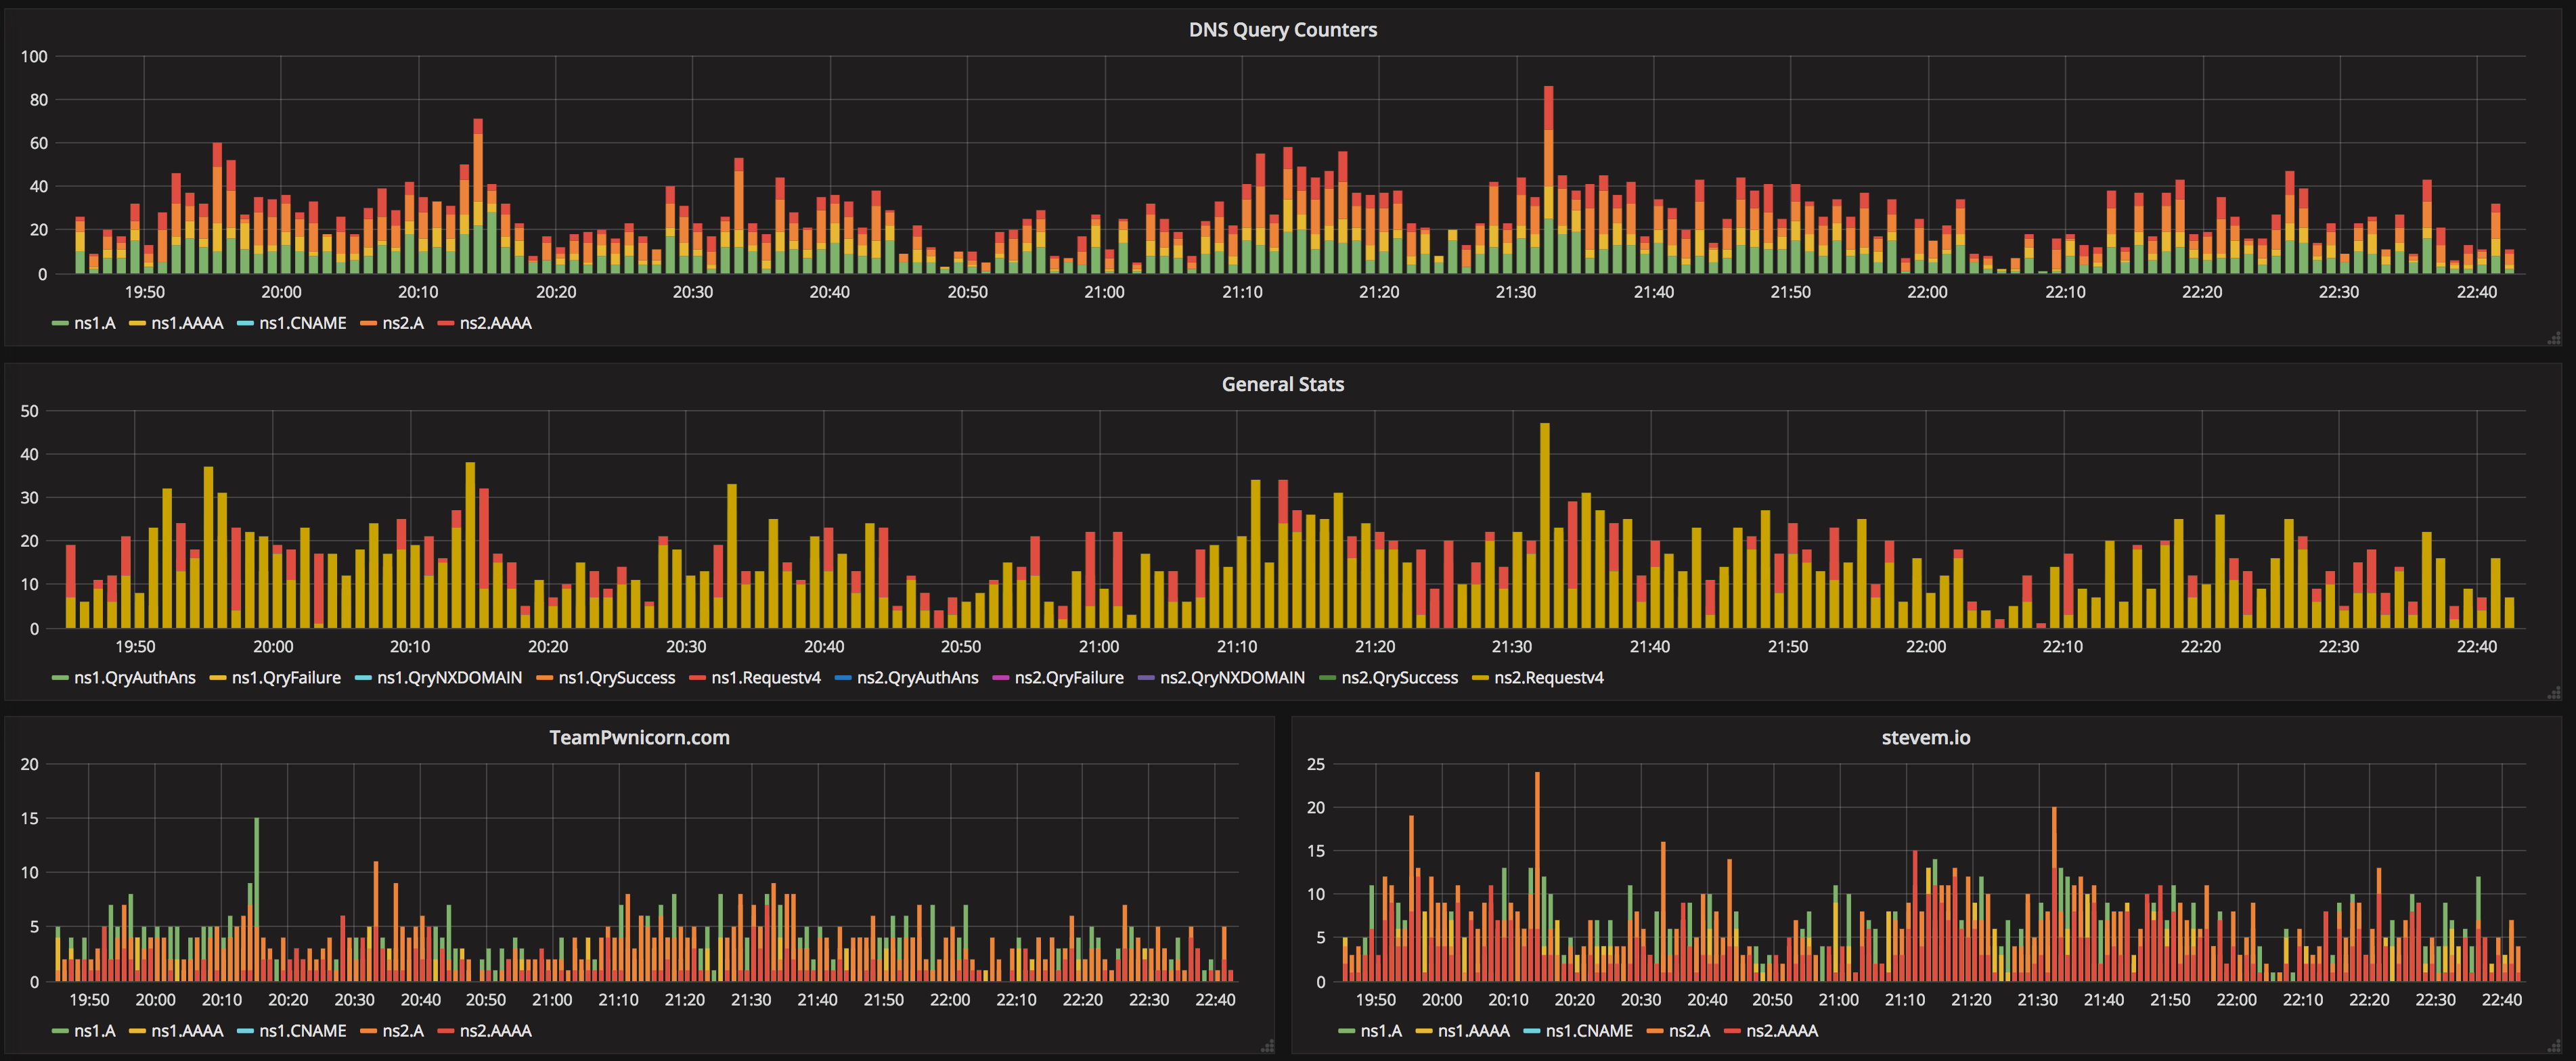 DNS Query Counters
100
80
60
40
20
0
19:50 20:00 20:10 20:20 20:30 20:40 20:50 21:00 21:10 21:20 21:30 21:40 21:50 22:00 22:10 22:20 22:30 22:40
ns1.A ns1.AAAA ns1.CNAME ns2.A ns2.AAAA
General Stats
50
40
30
20
10
0
19:50 20:00 20:10 20:20 20:30 20:40 20:50 21:00 21:10 21:20 21:30 21:40 21:50 22:00 22:10 22:20 22:30 22:40
ns1.QryAuthAns ns1.QryFailure ns1.QryNXDOMAIN ns1.QrySuccess ns1.Requestv4 ns2.QryAuthAns ns2.QryFailure ns2.QryNXDOMAIN ns2.QrySuccess ns2.Requestv4
TeamPwnicorn.com
20
15
10
5
0
19:50 20:00 20:10 20:20 20:30 20:40 20:50 21:00 21:10 21:20 21:30 21:40 21:50 22:00 22:10 22:20 22:30 22:40
ns1.A ns1.AAAA ns1.CNAME ns2.A ns2.AAAA
stevem.io
25
20
15
10
5
0
19:50 20:00 20:10 20:20 20:30 20:40 20:50 21:00 21:10 21:20 21:30 21:40 21:50 22:00 22:10 22:20 22:30 22:40
ns1.A ns1.AAAA ns1.CNAME ns2.A ns2.AAAA